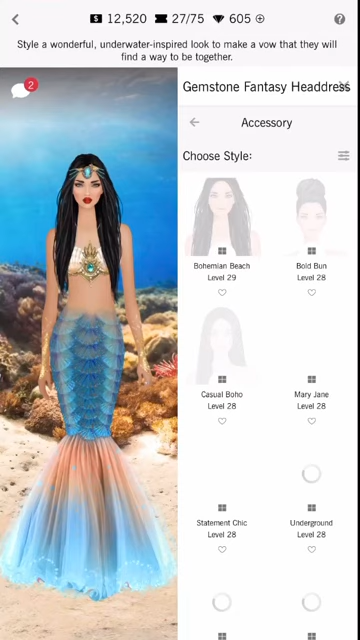 12,520 27/75 605
Style a wonderful, underwater-inspired look to make a vow that they will
find a way to be together.
2
Gemstone Fantasy Headdress
Accessory
Choose Style:
Bohemian Beach
Level 29
Bold Bun
Level 28
Casual Boho
Level 28
Mary Jane
Level 28
Statement Chic
Level 28
Underground
Level 28